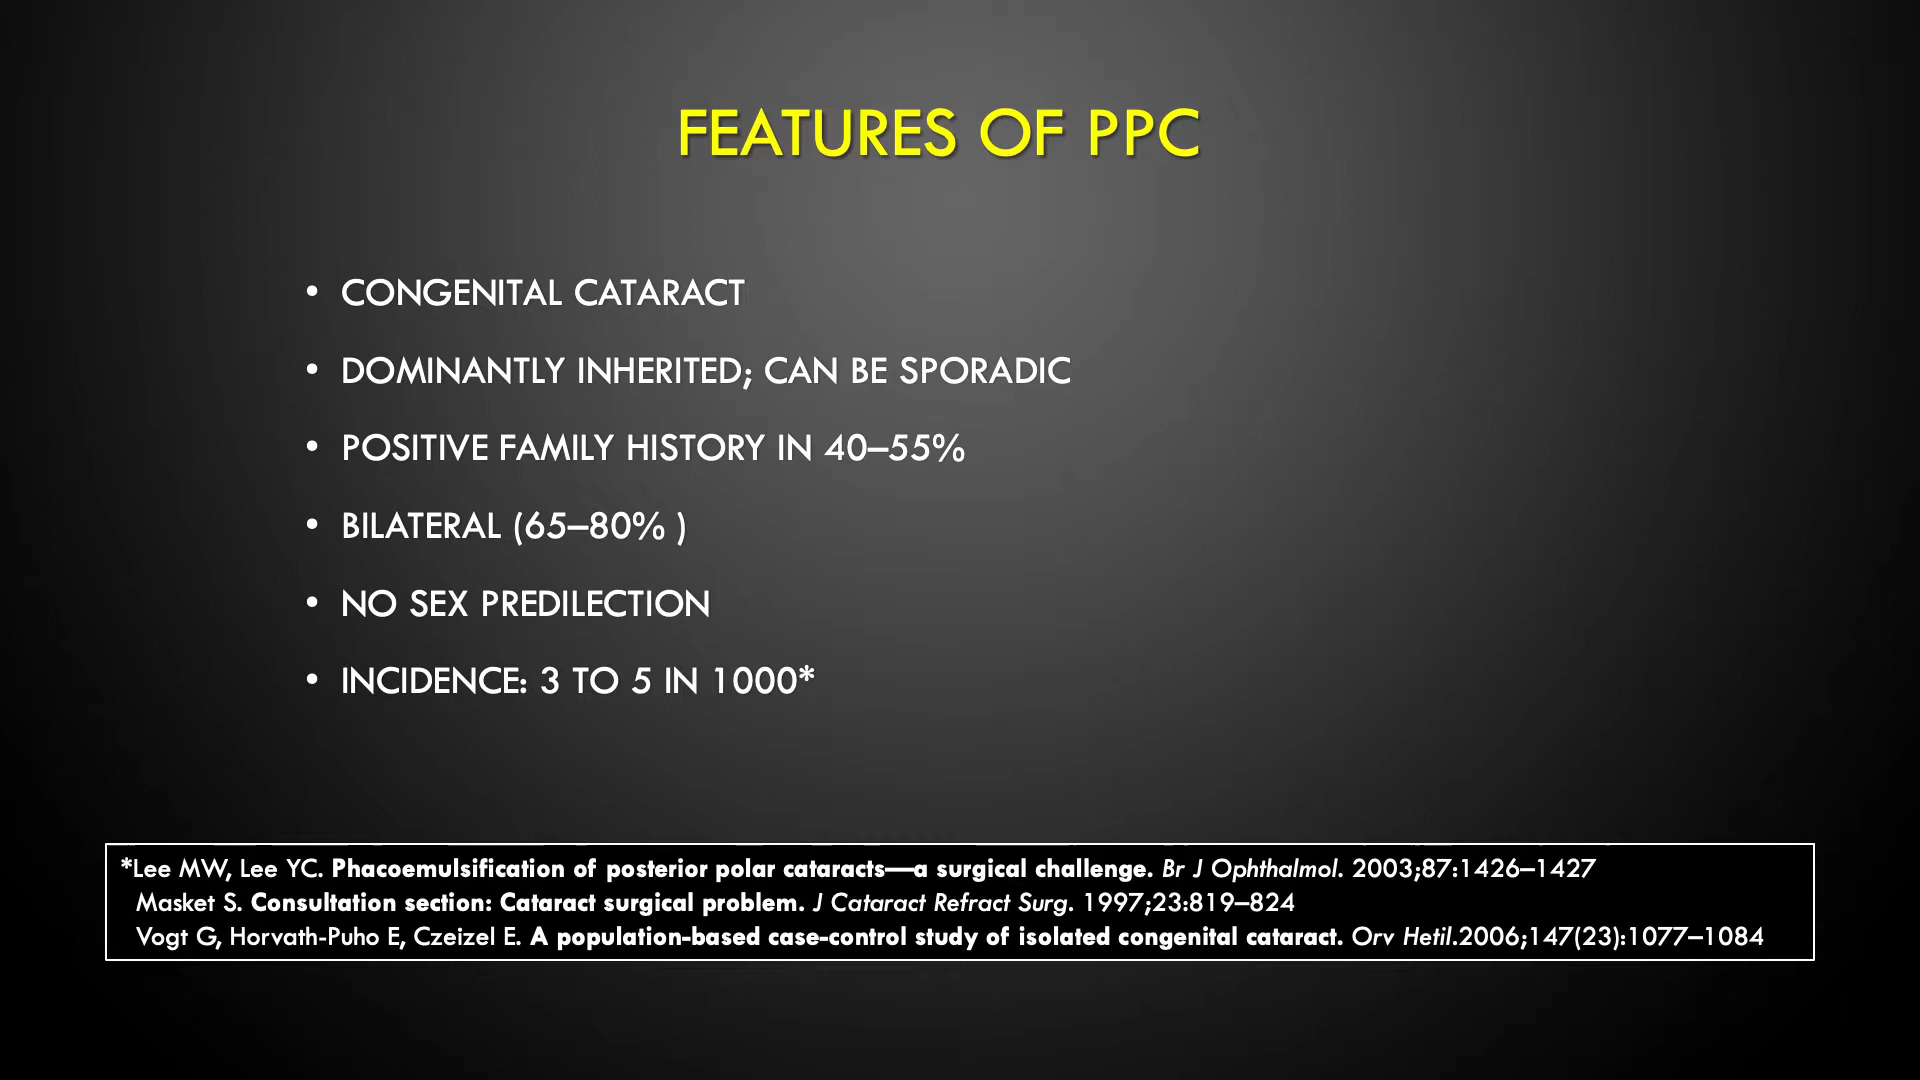 FEATURES OF PPC
• CONGENITAL CATARACT
• DOMINANTLY INHERITED; CAN BE SPORADIC
• POSITIVE FAMILY HISTORY IN 40–55%
• BILATERAL (65–80% )
• NO SEX PREDILECTION
• INCIDENCE: 3 TO 5 IN 1000*
*Lee MW, Lee YC. Phacoemulsification of posterior polar cataracts—a surgical challenge. Br J Ophthalmol. 2003;87:1426–1427
Masket S. Consultation section: Cataract surgical problem. J Cataract Refract Surg. 1997;23:819–824
Vogt G, Horvath-Puho E, Czeizel E. A population-based case-control study of isolated congenital cataract. Orv Hetil.2006;147(23):1077–1084